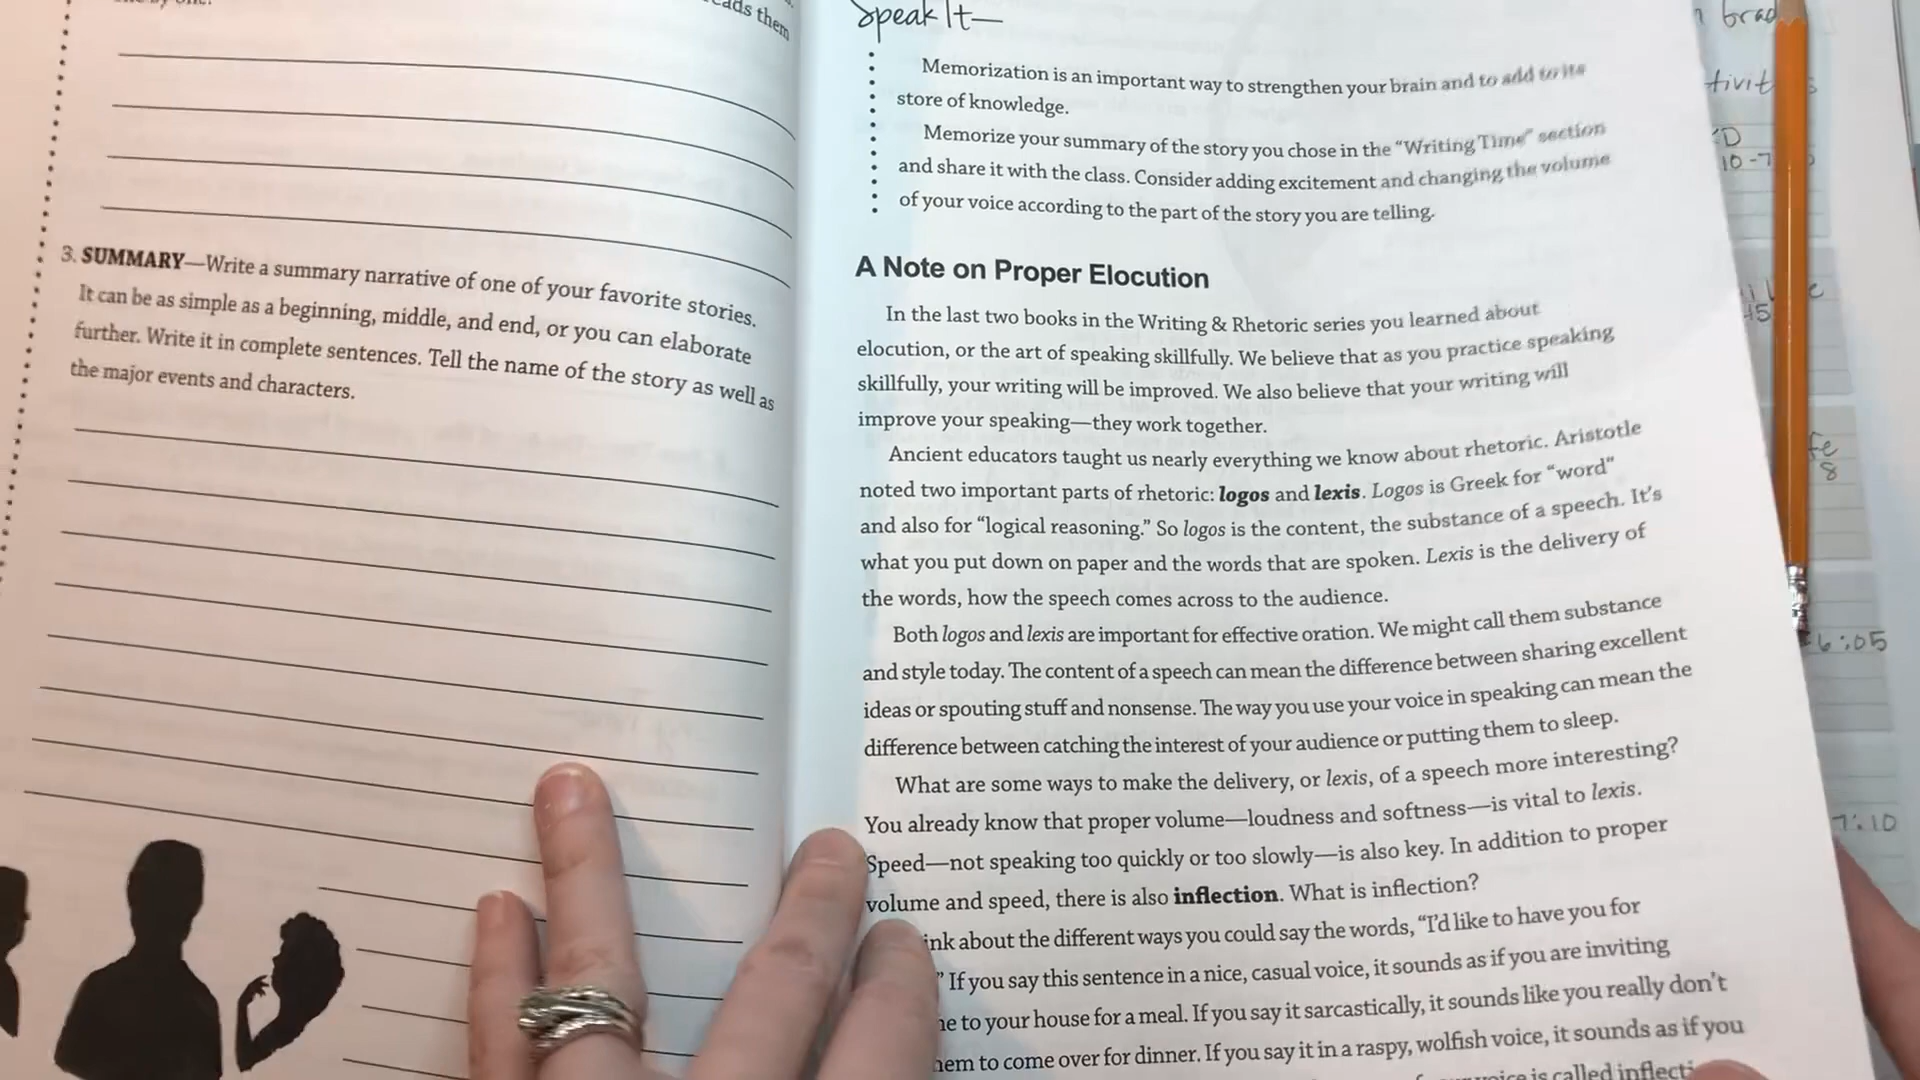 one by one.
reads them
3. SUMMARY—Write a summary narrative of one of your favorite stories.
It can be as simple as a beginning, middle, and end, or you can elaborate
further. Write it in complete sentences. Tell the name of the story as well as
the major events and characters.
Speak It—
Memorization is an important way to strengthen your brain and to add to its
store of knowledge.
Memorize your summary of the story you chose in the “Writing Time” section
and share it with the class. Consider adding excitement and changing the volume
of your voice according to the part of the story you are telling.
A Note on Proper Elocution
In the last two books in the Writing & Rhetoric series you learned about
elocution, or the art of speaking skillfully. We believe that as you practice speaking
skillfully, your writing will be improved. We also believe that your writing will
improve your speaking—they work together.
Ancient educators taught us nearly everything we know about rhetoric. Aristotle
noted two important parts of rhetoric: logos and lexis. Logos is Greek for “word”
and also for “logical reasoning.” So logos is the content, the substance of a speech. It’s
what you put down on paper and the words that are spoken. Lexis is the delivery of
the words, how the speech comes across to the audience.
Both logos and lexis are important for effective oration. We might call them substance
and style today. The content of a speech can mean the difference between sharing excellent
ideas or spouting stuff and nonsense. The way you use your voice in speaking can mean the
difference between catching the interest of your audience or putting them to sleep.
What are some ways to make the delivery, or lexis, of a speech more interesting?
You already know that proper volume—loudness and softness—is vital to lexis.
Speed—not speaking too quickly or too slowly—is also key. In addition to proper
volume and speed, there is also inflection. What is inflection?
ink about the different ways you could say the words, “I’d like to have you for
” If you say this sentence in a nice, casual voice, it sounds as if you are inviting
to your house for a meal. If you say it sarcastically, it sounds like you really don’t
hem to come over for dinner. If you say it in a raspy, wolfish voice, it sounds as if you
voice is called inflecti
10-7
45
8
6:05
7:10